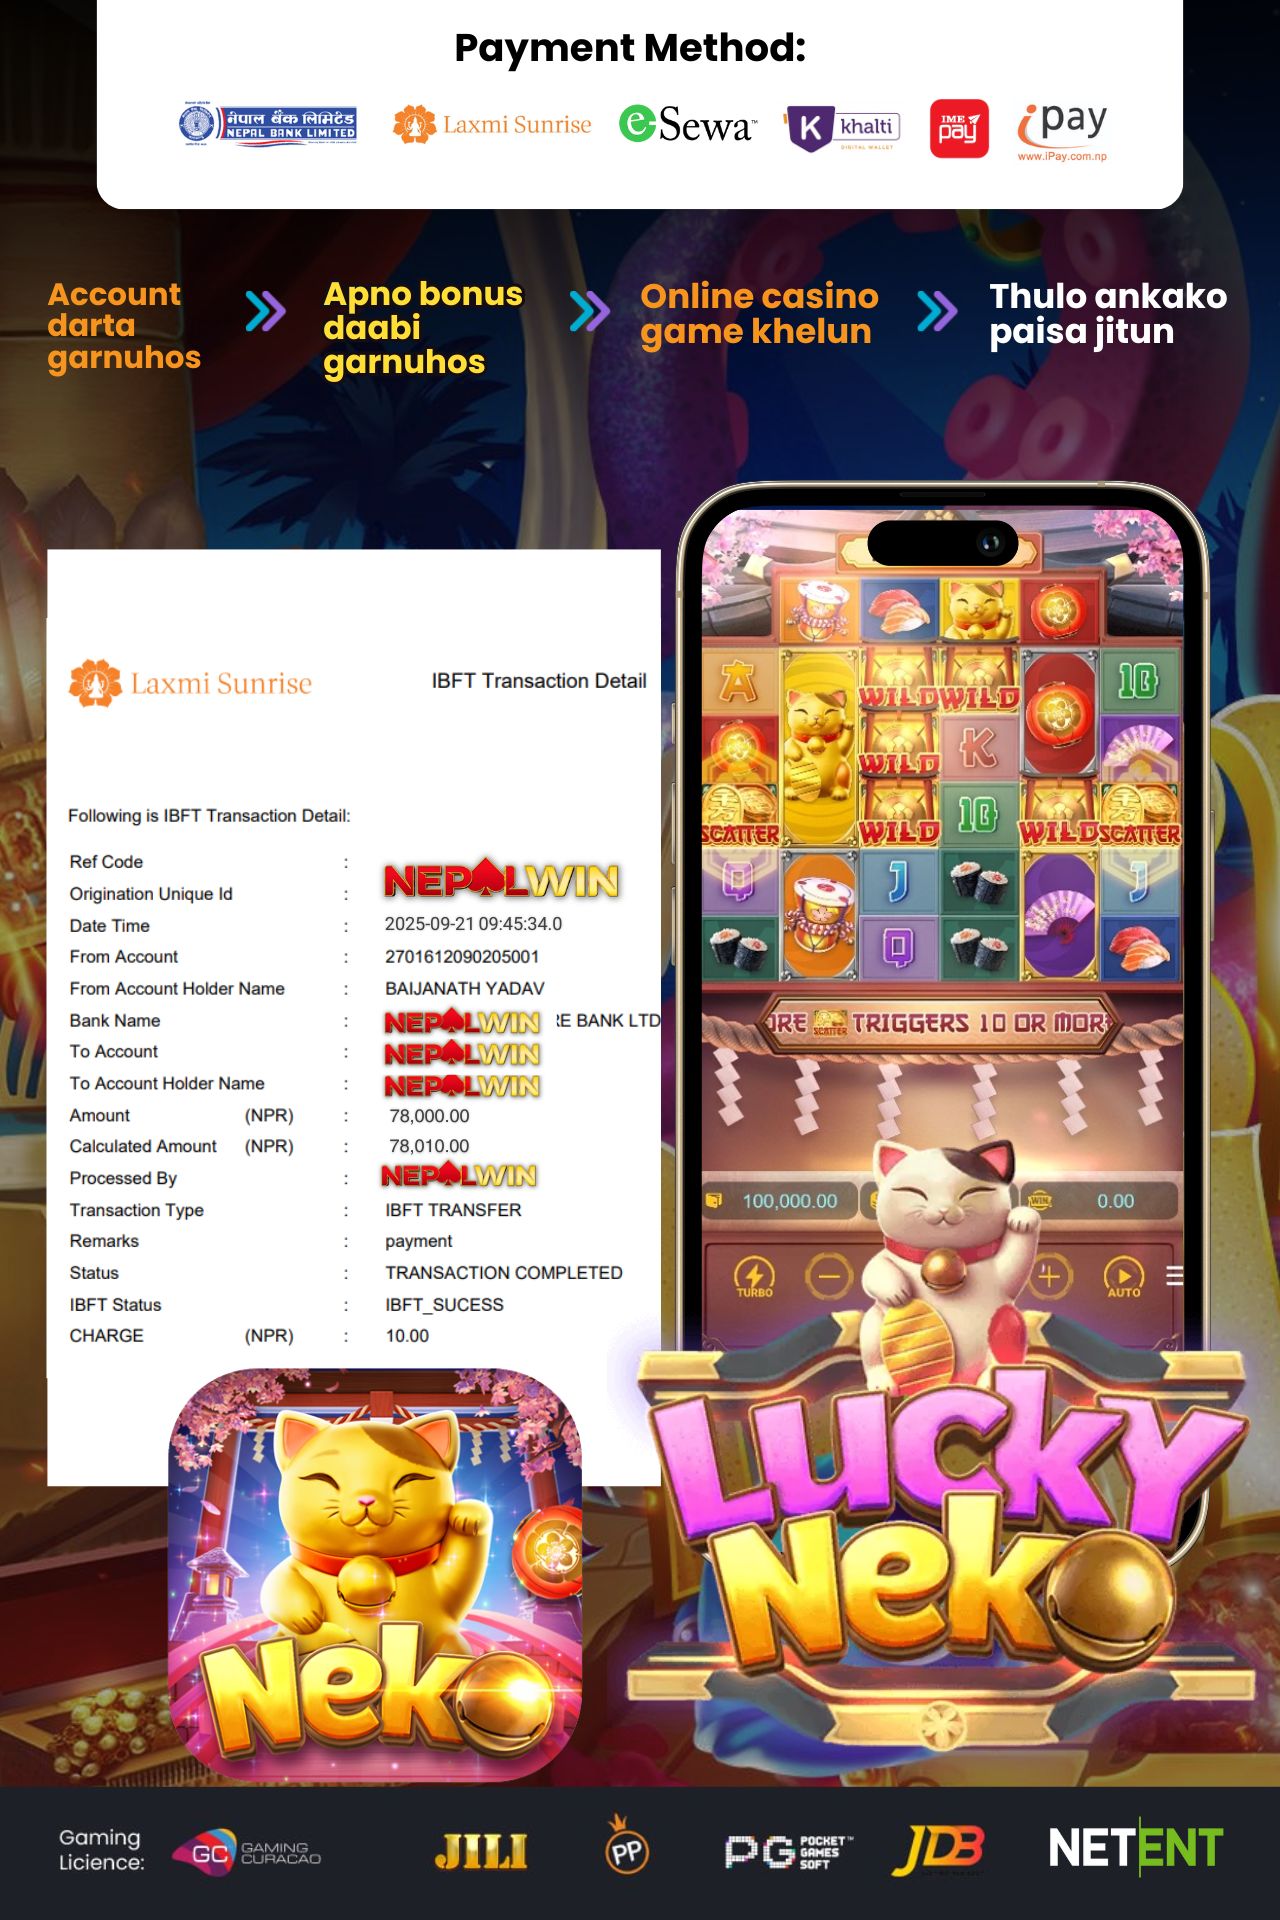 Payment Method:
नेपाल बैंक लिमिटेड
NEPAL BANK LIMITED
Laxmi Sunrise
e-Sewa™
K khalti
DIGITAL WALLET
IME pay
ipay
www.iPay.com.np
Account
darta
garnuhos
Apno bonus
daabi
garnuhos
Online casino
game khelun
Thulo ankako
paisa jitun
Laxmi Sunrise
IBFT Transaction Detail
Following is IBFT Transaction Detail:
Ref Code :
NEPALWIN
Origination Unique Id :
Date Time : 2025-09-21 09:45:34.0
From Account : 2701612090205001
From Account Holder Name : BAIJANATH YADAV
Bank Name : NEPALWIN RE BANK LTD
To Account : NEPALWIN
To Account Holder Name : NEPALWIN
Amount (NPR) : 78,000.00
Calculated Amount (NPR) : 78,010.00
Processed By : NEPALWIN
Transaction Type : IBFT TRANSFER
Remarks : payment
Status : TRANSACTION COMPLETED
IBFT Status : IBFT_SUCESS
CHARGE (NPR) : 10.00
A WILD WILD 10
WILD K
SCATTER WILD 10 WILD SCATTER
Q J J
Q
ORE SCATTER TRIGGERS 10 OR MOR
100,000.00 WIN 0.00
TURBO AUTO
LUCKY
Neko
Neko
Gaming
Licience:
GC GAMING
CURACAO
JILI
PP
PG POCKET
GAMES
SOFT™
JDB
NETENT